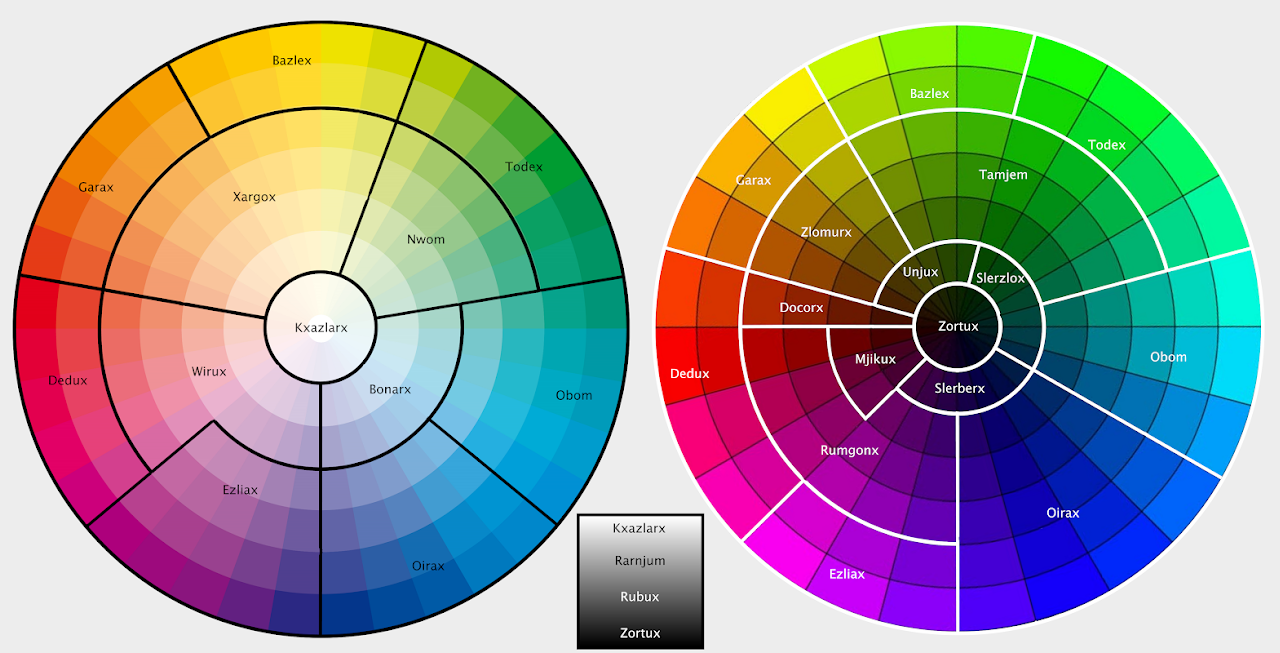 Bazlex
Garax
Todex
Xargox
Nwom
Kxazlarx
Wirux
Dedux
Bonarx
Obom
Ezliax
Oirax
Kxazlarx
Rarnjum
Rubux
Zortux
Bazlex
Todex
Garax
Tamjem
Zlomurx
Unjux
Slerzlox
Docorx
Zortux
Mjikux
Obom
Dedux
Slerberx
Rumgonx
Oirax
Ezliax